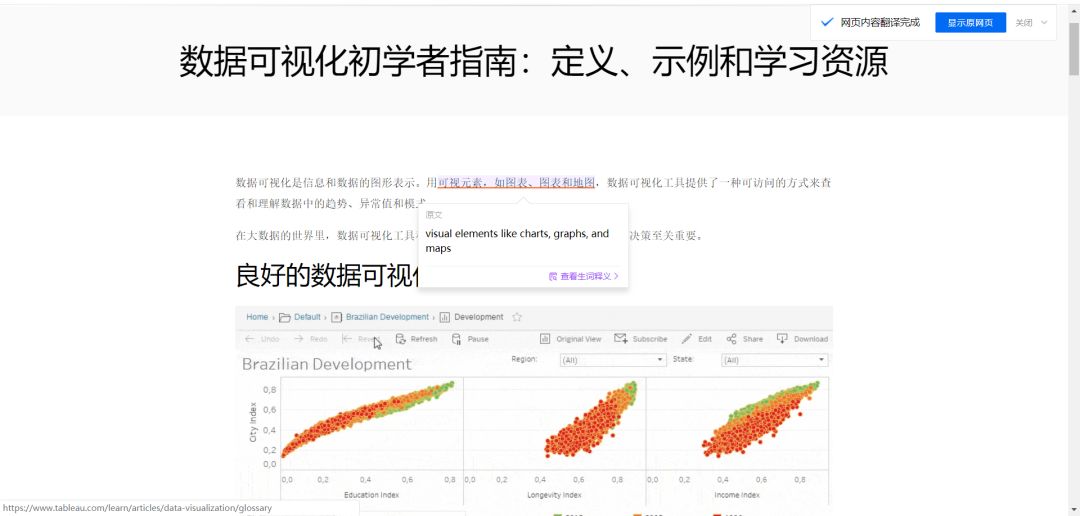 网页内容翻译完成
显示原网页
关闭
数据可视化初学者指南：定义、示例和学习资源
数据可视化是信息和数据的图形表示。用可视元素，如图表、图表和地图，数据可视化工具提供了一种可访问的方式来查
看和理解数据中的趋势、异常值和模式
原文
visual elements like charts, graphs, and
maps
查看生词释义
在大数据的世界里，数据可视化工具
决策至关重要。
良好的数据可视化
Home › Default › Brazilian Development › Development
Undo Redo Revert Refresh Pause Original View Subscribe Edit Share Download
Brazilian Development
Region: (All) State: (All)
City Index
0,8
0,6
0,4
0,2
0,0
0,0 0,2 0,4 0,6 0,8 0,0 0,2 0,4 0,6 0,8 0,0 0,2 0,4 0,6 0,8
Education Index Longevity Index Income Index
https://www.tableau.com/learn/articles/data-visualization/glossary